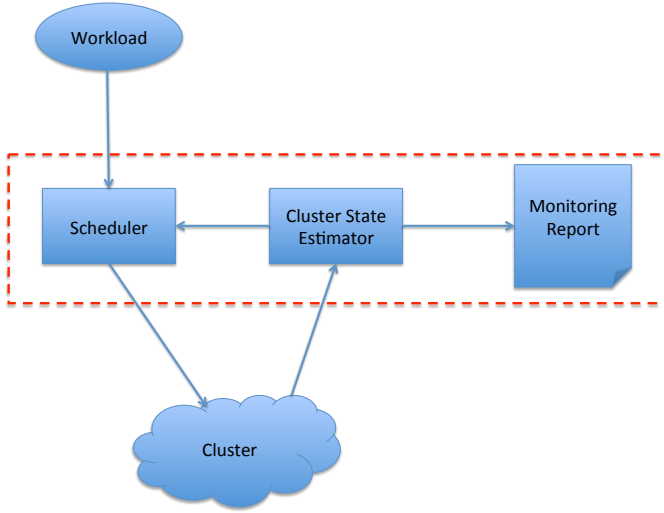 Workload
Scheduler
Cluster State
Estimator
Monitoring
Report
Cluster